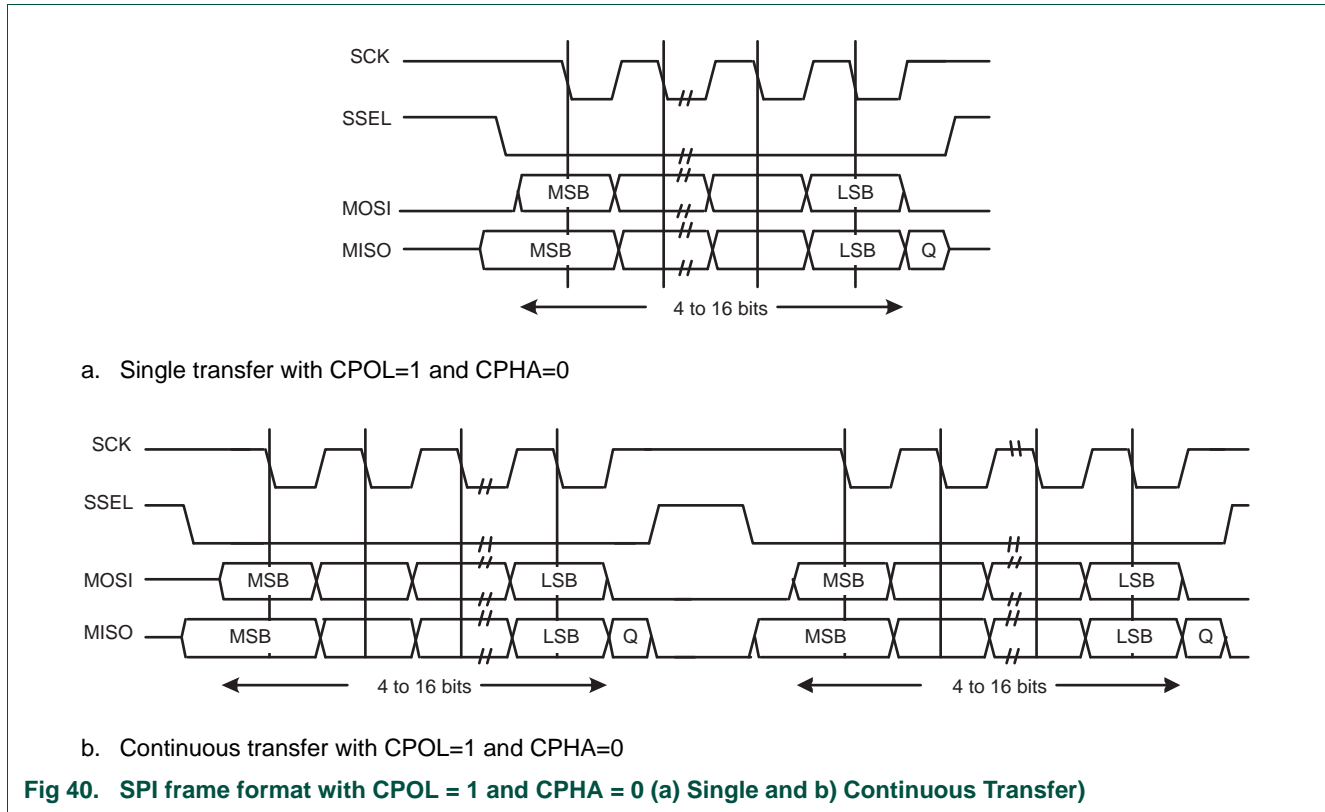 SCK
SSEL
MOSI
MISO
MSB
LSB
MSB
LSB
Q
4 to 16 bits
a. Single transfer with CPOL=1 and CPHA=0
SCK
SSEL
MOSI
MISO
MSB
LSB
MSB
LSB
MSB
LSB
Q
MSB
LSB
Q
4 to 16 bits
4 to 16 bits
b. Continuous transfer with CPOL=1 and CPHA=0
Fig 40. SPI frame format with CPOL = 1 and CPHA = 0 (a) Single and b) Continuous Transfer)